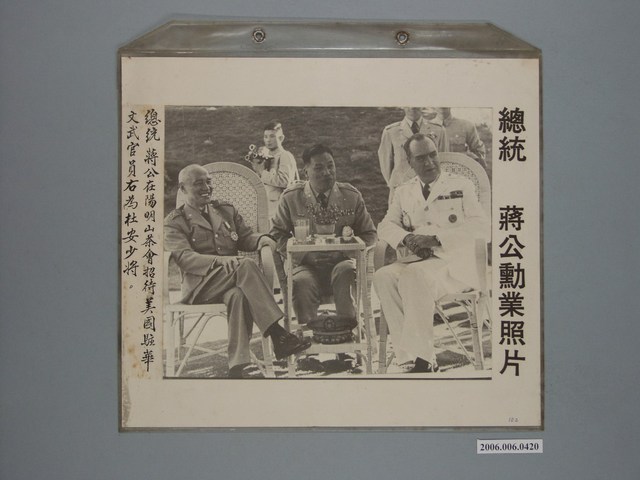 總統 蔣公勳業照片
總統 蔣公在陽明山茶會招待美國駐華
文武官員右為杜安少將.
2006.006.0420